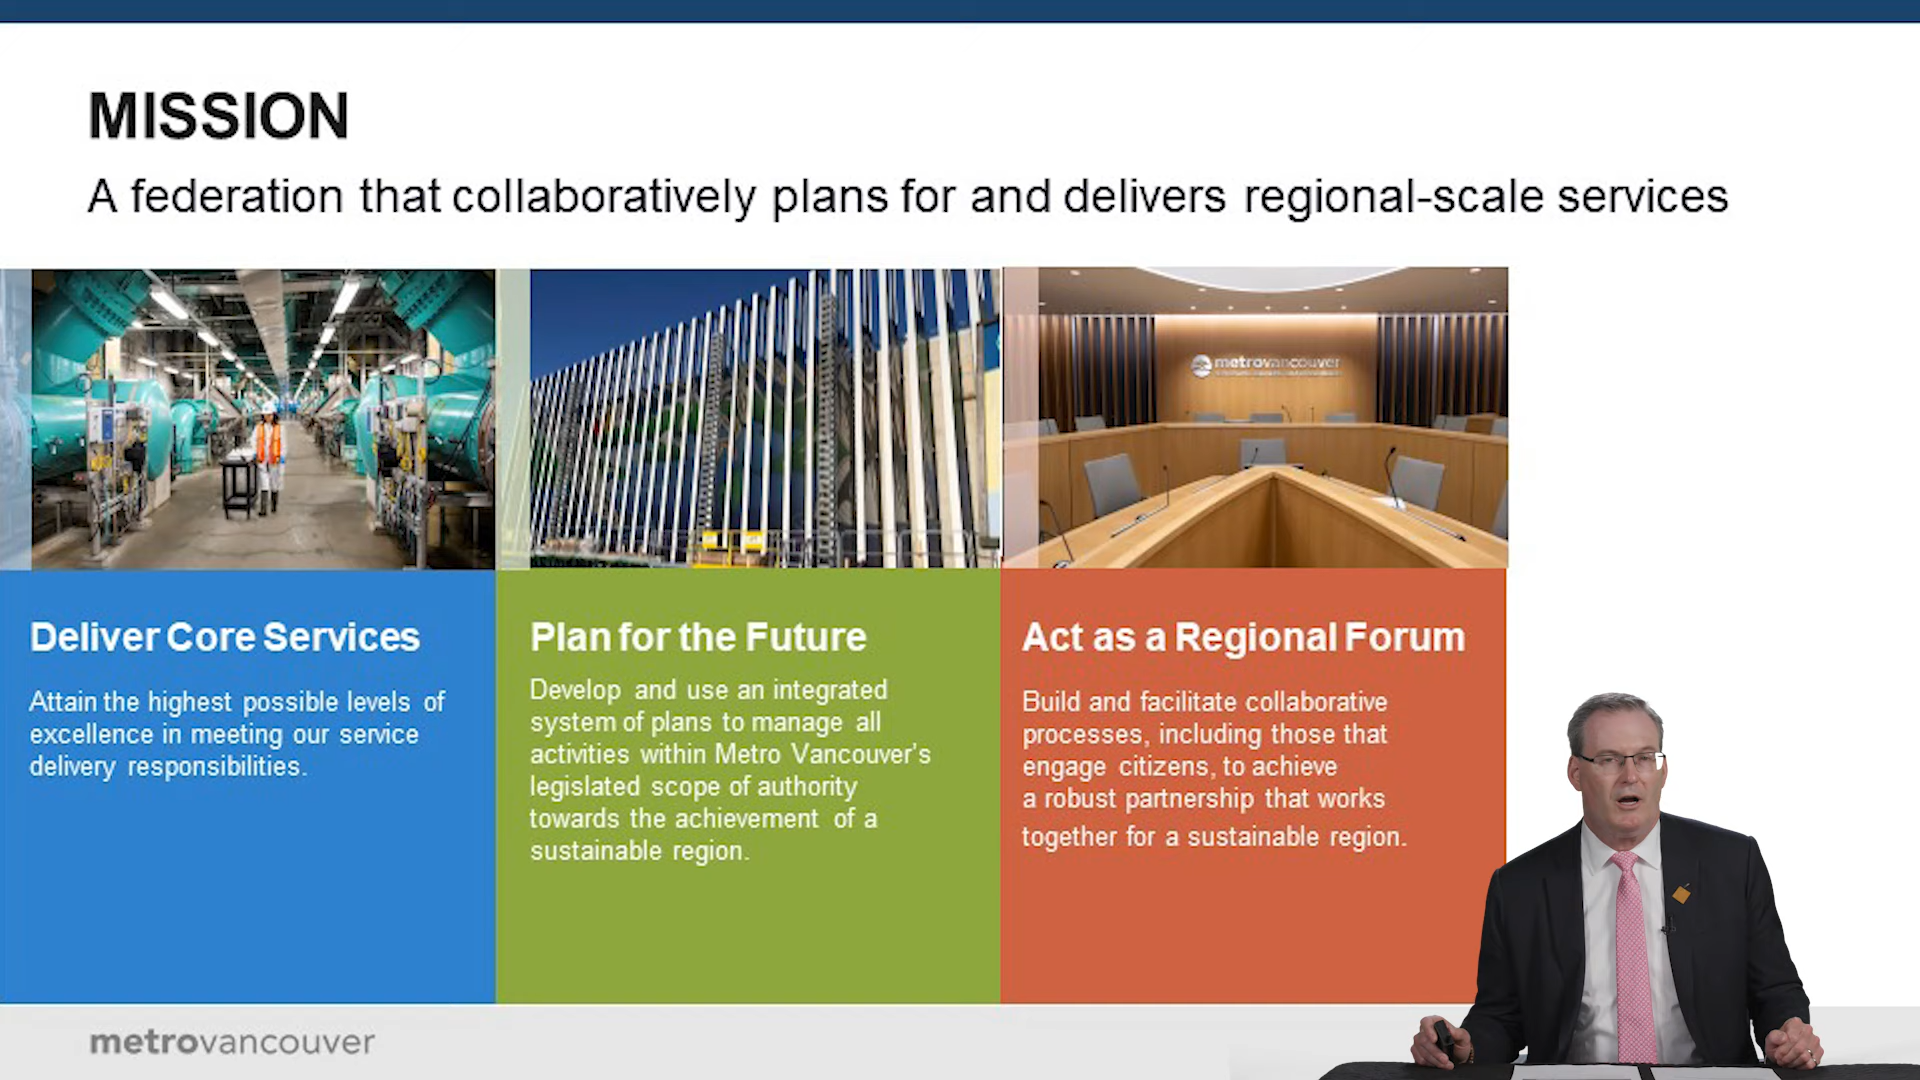 MISSION
A federation that collaboratively plans for and delivers regional-scale services
metrovancouver
Deliver Core Services
Attain the highest possible levels of
excellence in meeting our service
delivery responsibilities.
Plan for the Future
Develop and use an integrated
system of plans to manage all
activities within Metro Vancouver's
legislated scope of authority
towards the achievement of a
sustainable region.
Act as a Regional Forum
Build and facilitate collaborative
processes, including those that
engage citizens, to achieve
a robust partnership that works
together for a sustainable region.
metrovancouver